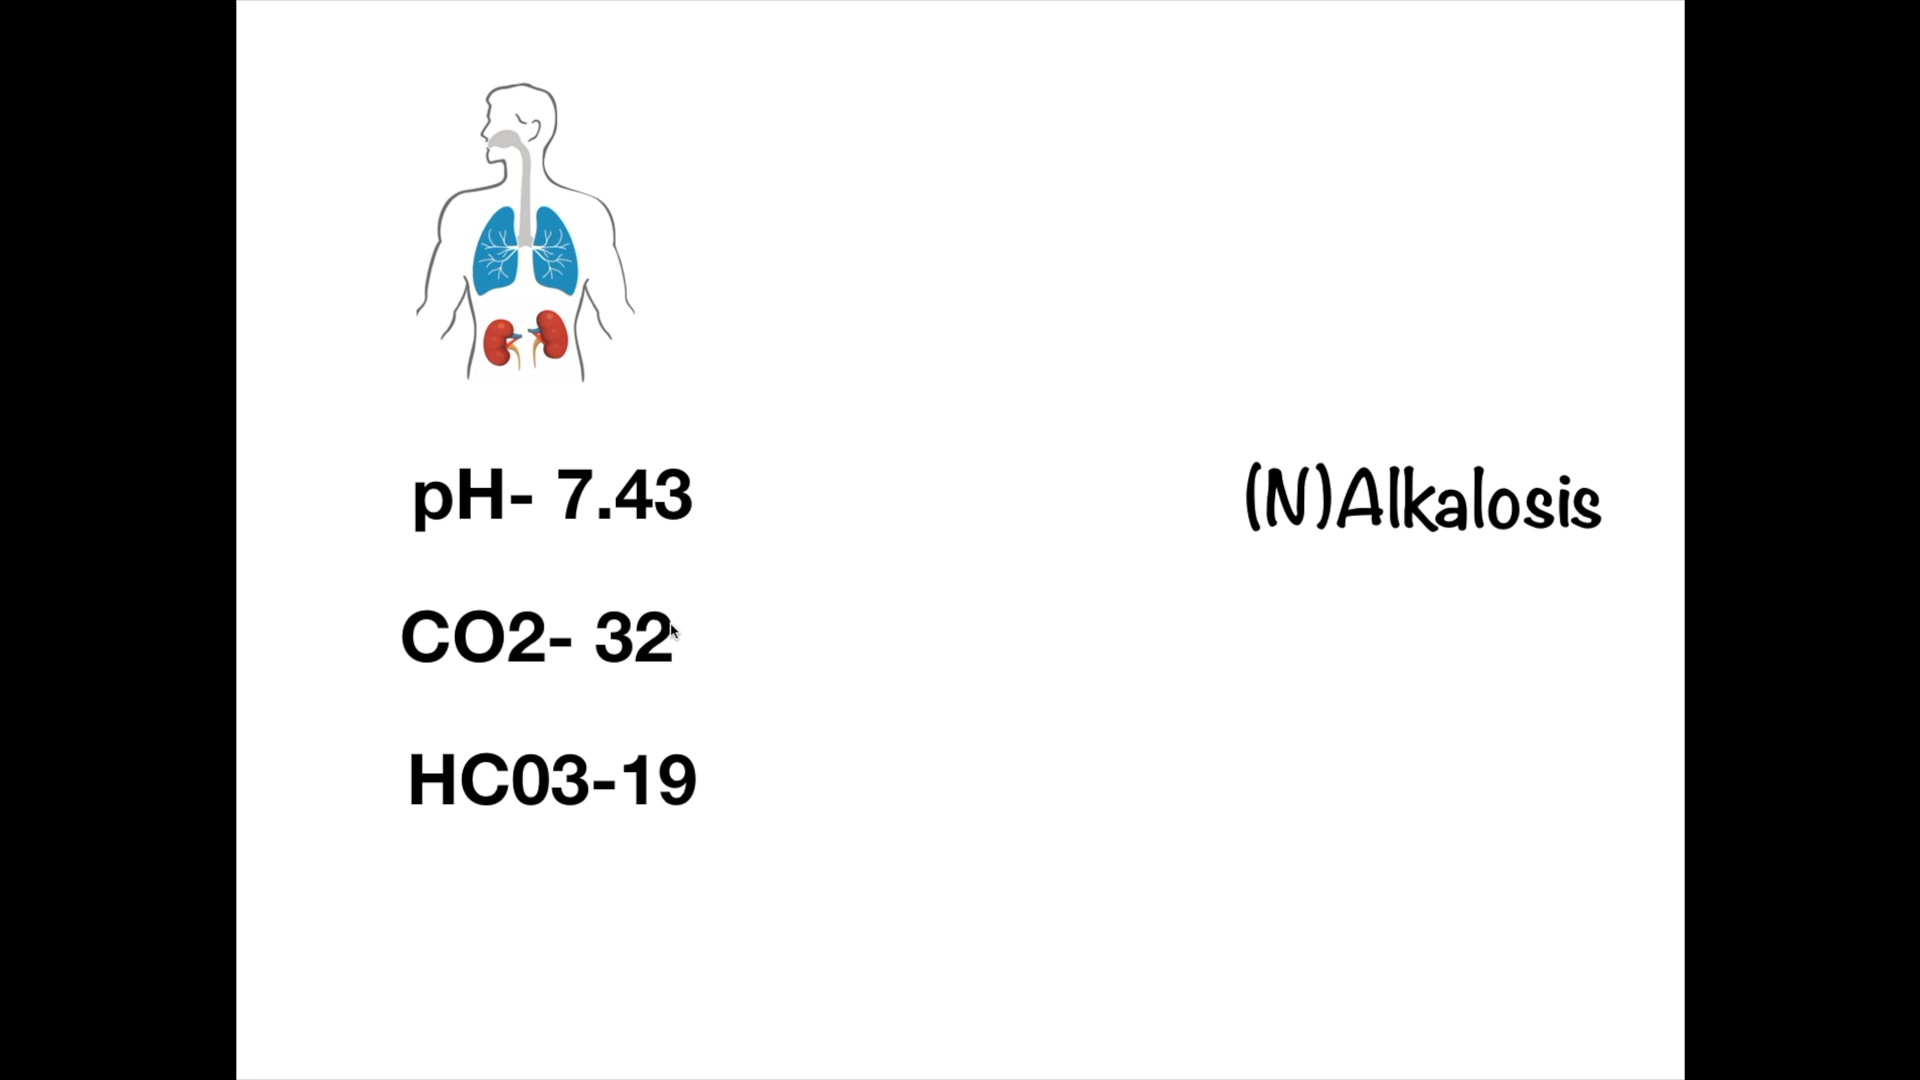 pH- 7.43
(N)Alkalosis
CO2- 32
HC03-19